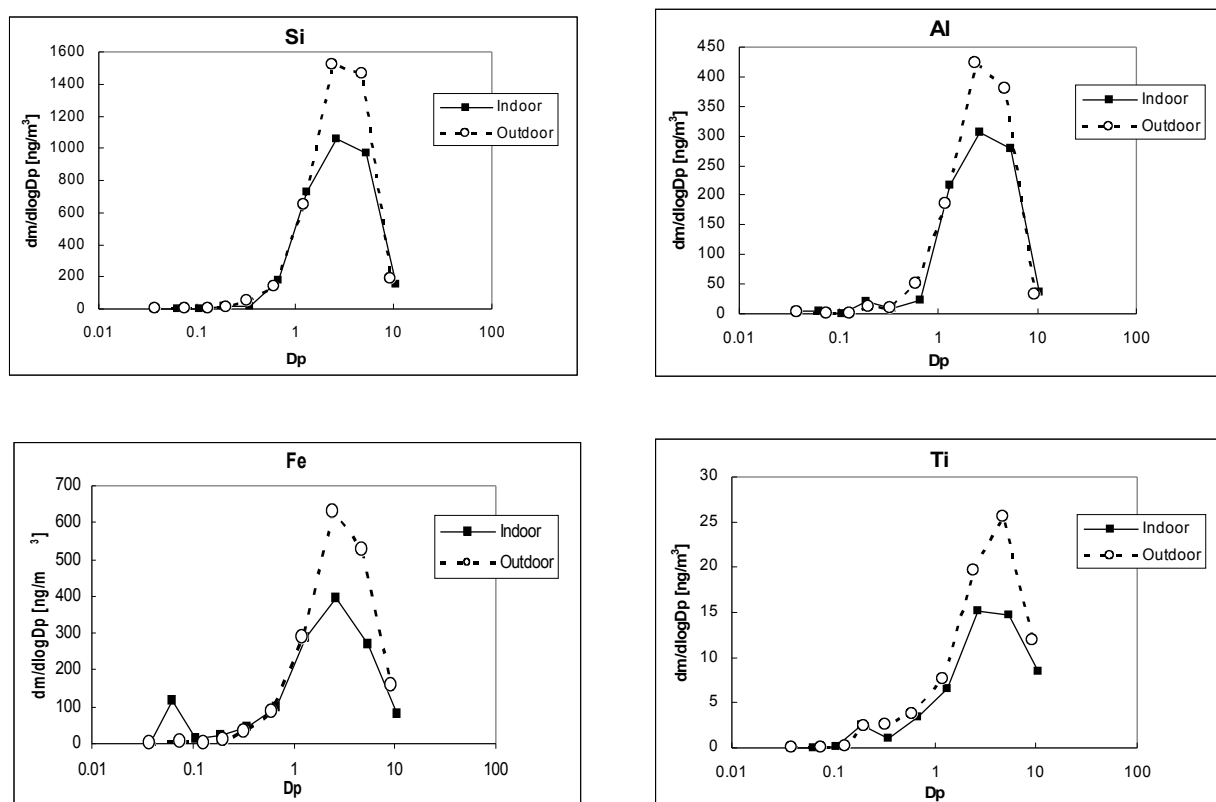 Si
dm/dlogDp [ng/m³]
1600
1400
1200
1000
800
600
400
200
0
0.01 0.1 1 10 100
Dp
Indoor
Outdoor
Al
dm/dlogDp [ng/m³]
450
400
350
300
250
200
150
100
50
0
0.01 0.1 1 10 100
Dp
Indoor
Outdoor
Fe
dm/dlogDp [ng/m
3]
700
600
500
400
300
200
100
0
0.01 0.1 1 10 100
Dp
Indoor
Outdoor
Ti
dm/dlogDp [ng/m³]
30
25
20
15
10
5
0
0.01 0.1 1 10 100
Dp
Indoor
Outdoor